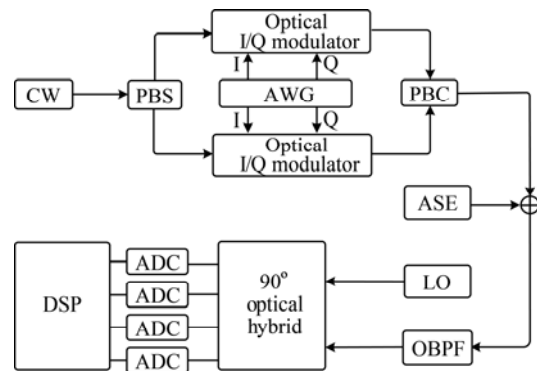 Optical
I/Q modulator
I
Q
CW
PBS
AWG
PBC
I
Q
Optical
I/Q modulator
ASE
ADC
ADC
ADC
ADC
DSP
90° optical
hybrid
LO
OBPF